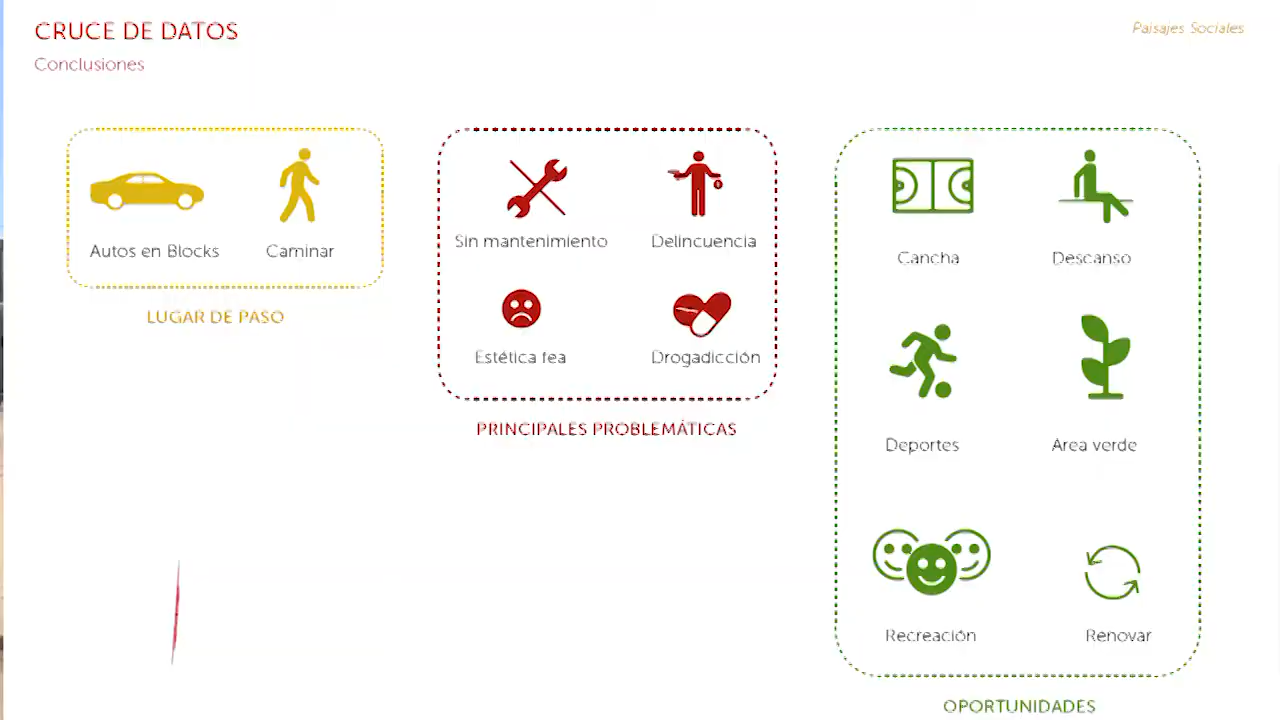 CRUCE DE DATOS
Paisajes Sociales
Conclusiones
Autos en Blocks
Caminar
LUGAR DE PASO
Sin mantenimiento
Delincuencia
Estética fea
Drogadicción
PRINCIPALES PROBLEMÁTICAS
Cancha
Descanso
Deportes
Area verde
Recreación
Renovar
OPORTUNIDADES